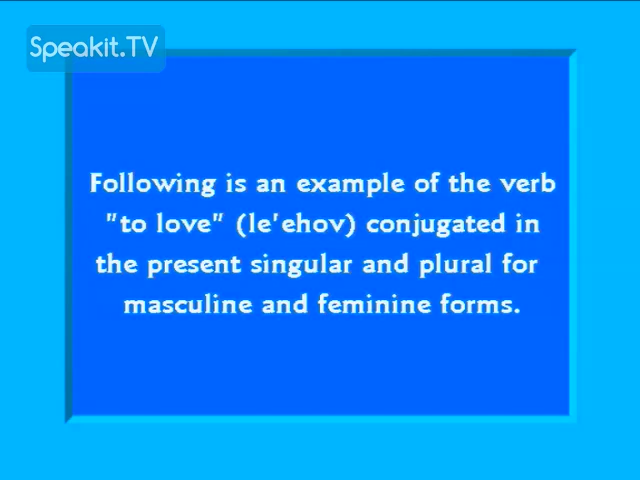 Speakit.TV
Following is an example of the verb
"to love" (le'ehov) conjugated in
the present singular and plural for
masculine and feminine forms.